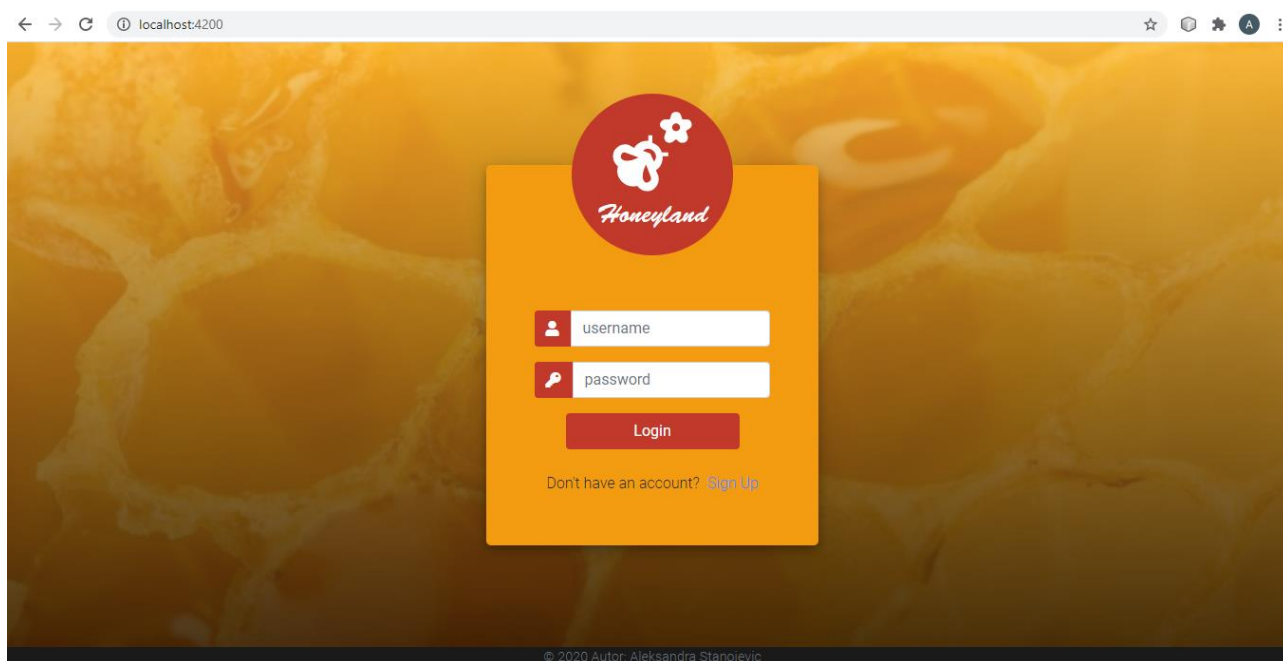 localhost:4200
A
Honeyland
username
password
Login
Don't have an account? Sign Up
© 2020 Autor: Aleksandra Stanojevic